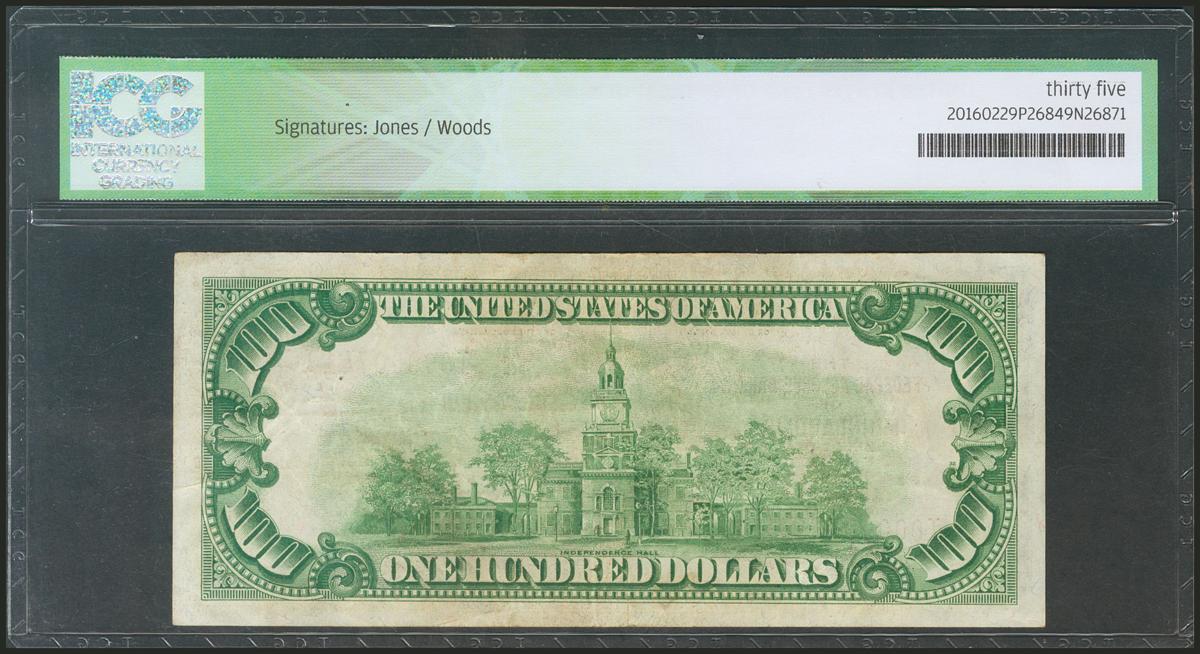 ICG
INTERNATIONAL
CURRENCY
GRADING
Signatures: Jones / Woods
thirty five
20160229P26849N26871
THE UNITED STATES OF AMERICA
100
100
100
100
INDEPENDENCE HALL
ONE HUNDRED DOLLARS